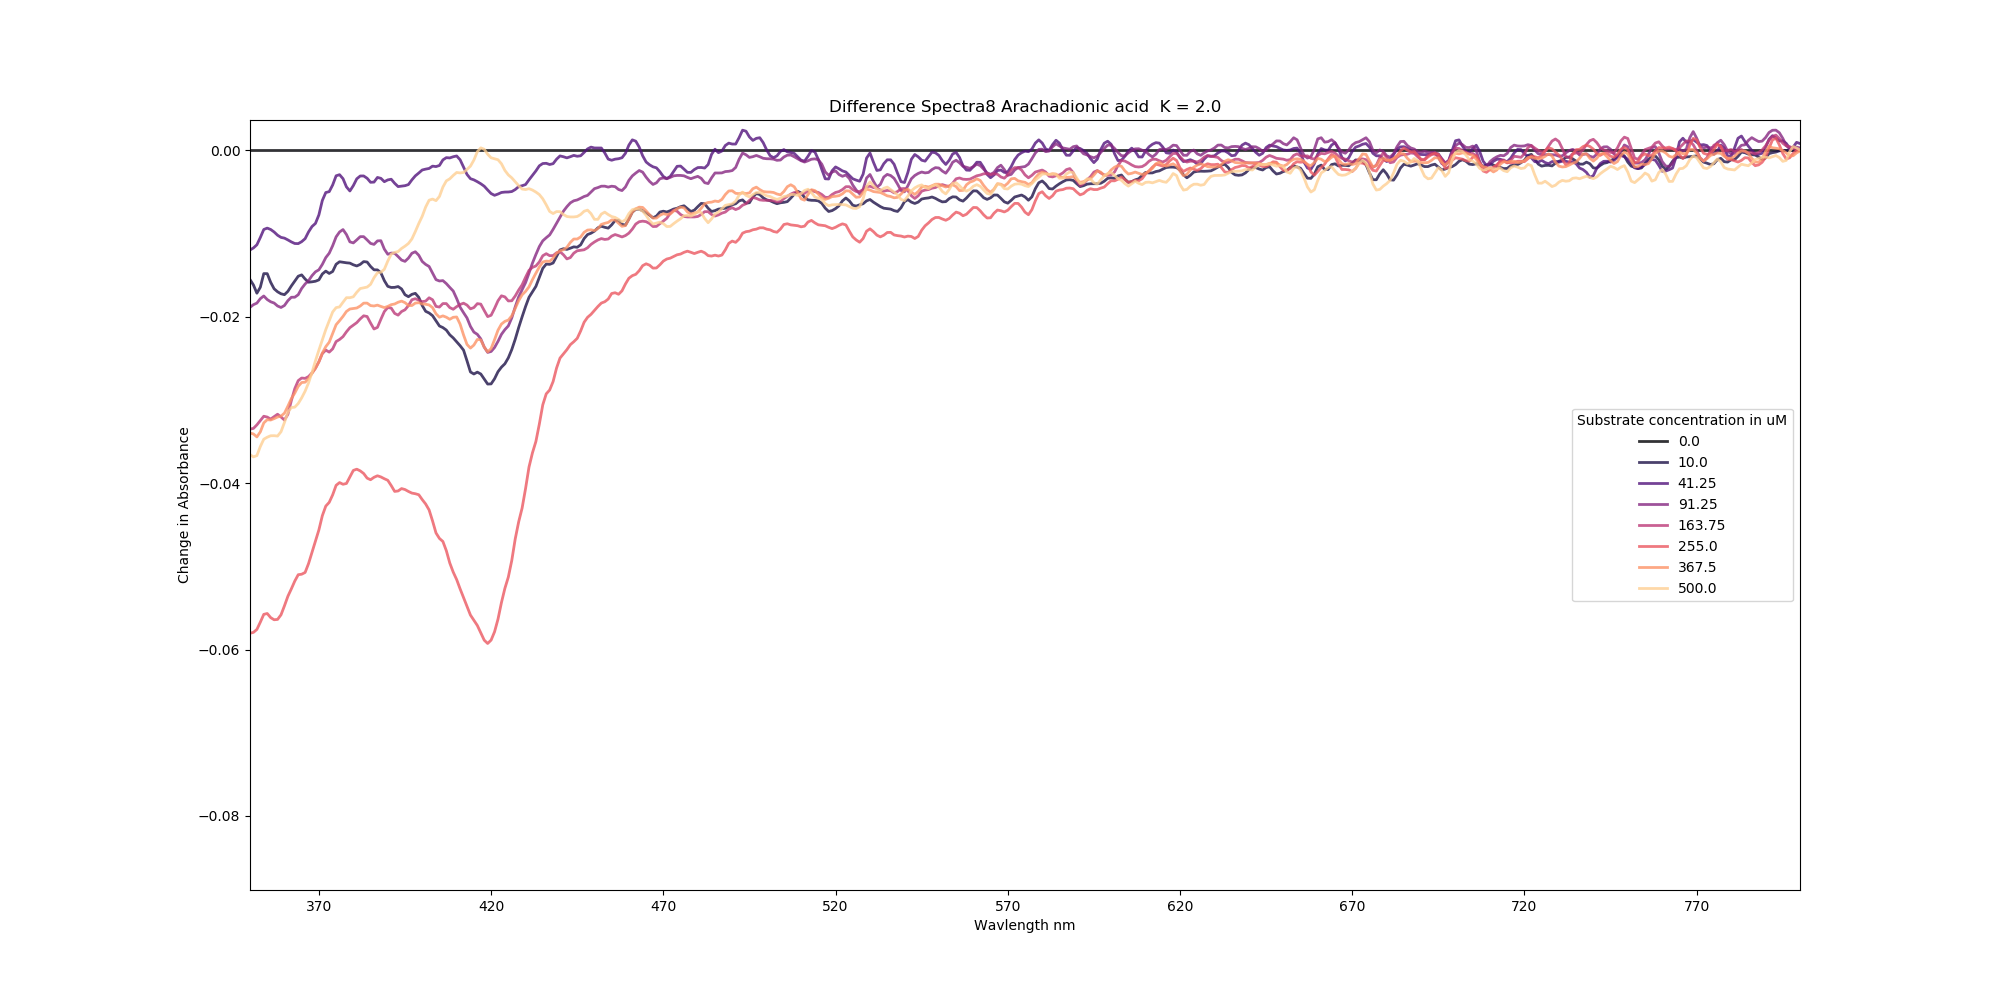 Difference Spectra8 Arachadionic acid  K = 2.0
0.00
−0.02
−0.04
−0.06
−0.08
Change in Absorbance
370 420 470 520 570 620 670 720 770
Wavlength nm
Substrate concentration in uM
0.0
10.0
41.25
91.25
163.75
255.0
367.5
500.0